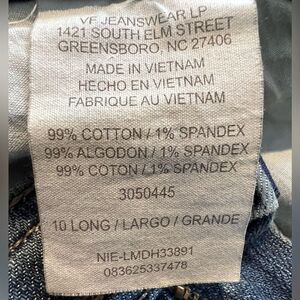 VF JEANSWEAR LP
1421 SOUTH ELM STREET
GREENSBORO, NC 27406
MADE IN VIETNAM
HECHO EN VIETNAM
FABRIQUE AU VIETNAM
99% COTTON / 1% SPANDEX
99% ALGODON / 1% SPANDEX
99% COTON / 1% SPANDEX
3050445
10 LONG / LARGO / GRANDE
NIE-LMDH33891
083625337478